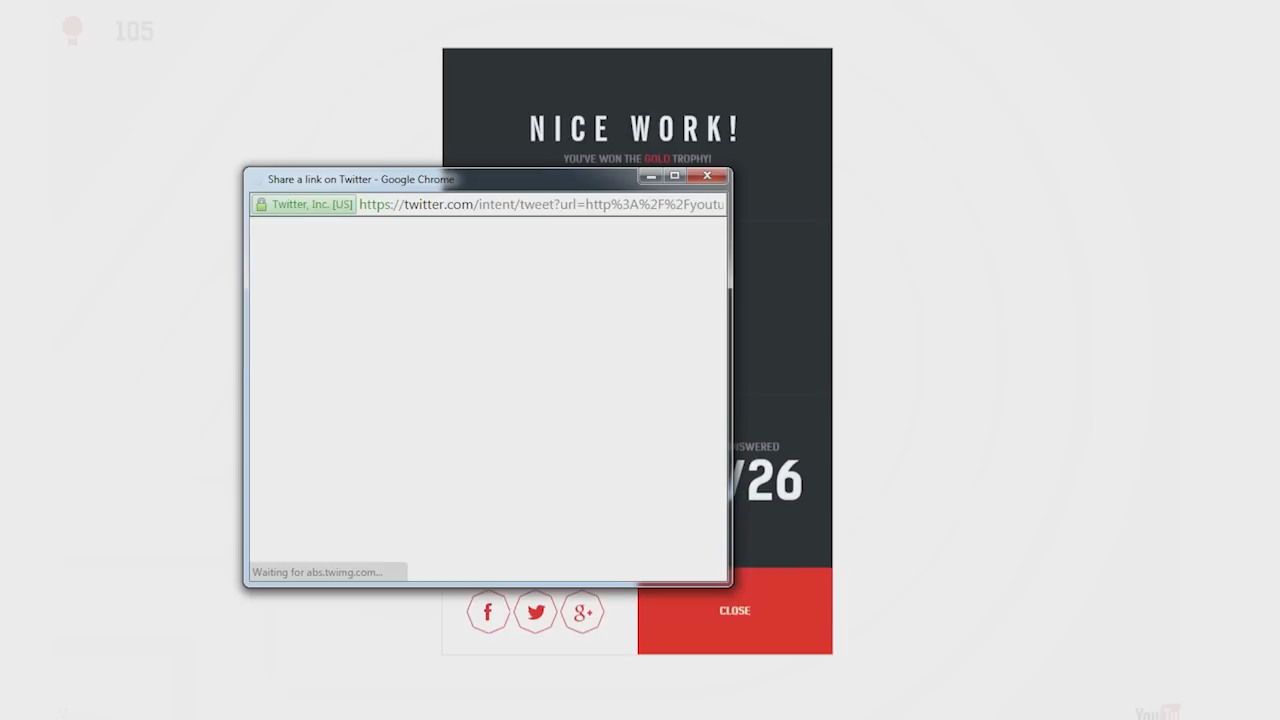 105
NICE WORK!
YOU'VE WON THE GOLD TROPHY!
Share a link on Twitter - Google Chrome
Twitter, Inc. [US] https://twitter.com/intent/tweet?url=http%3A%2F%2Fyoutu
NSWERED
/26
Waiting for abs.twimg.com...
f g+
CLOSE
YouTu